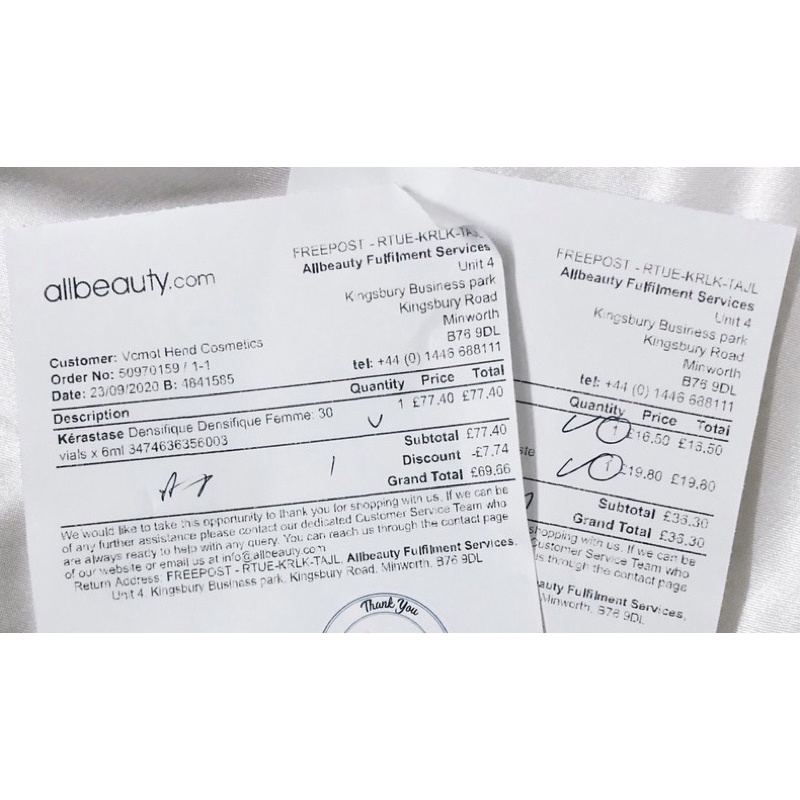 allbeauty.com
FREEPOST - RTUE-KRLK-TAJL
Allbeauty Fulfilment Services
Unit 4
Kingsbury Business park
Kingsbury Road
Minworth
B76 9DL
tel: +44 (0) 1446 688111
Customer: Vcmol Hend Cosmetics
Order No: 50970159 / 1-1
Date: 23/09/2020 B: 4841585
Description Quantity Price Total
Kérastase Densifique Densifique Femme: 30 1 £77.40 £77.40
vials x 6ml 3474636356003
Subtotal £77.40
Discount -£7.74
Grand Total £69.66
We would like to take this opportunity to thank you for shopping with us. If we can be
of any further assistance please contact our dedicated Customer Service Team who
are always ready to help with any query. You can reach us through the contact page
of our website or email us at info@allbeauty.com
Return Address: FREEPOST - RTUE-KRLK-TAJL, Allbeauty Fulfilment Services,
Unit 4, Kingsbury Business park, Kingsbury Road, Minworth, B76 9DL
Thank You
FREEPOST - RTUE-KRLK-TAJL
Allbeauty Fulfilment Services
Unit 4
Kingsbury Business park
Kingsbury Road
Minworth
B76 9DL
tel: +44 (0) 1446 688111
Quantity Price Total
1 £16.50 £16.50
1 £19.80 £19.80
Subtotal £36.30
Grand Total £36.30
shopping with us. If we can be
Customer Service Team who
us through the contact page
Allbeauty Fulfilment Services,
Minworth, B76 9DL